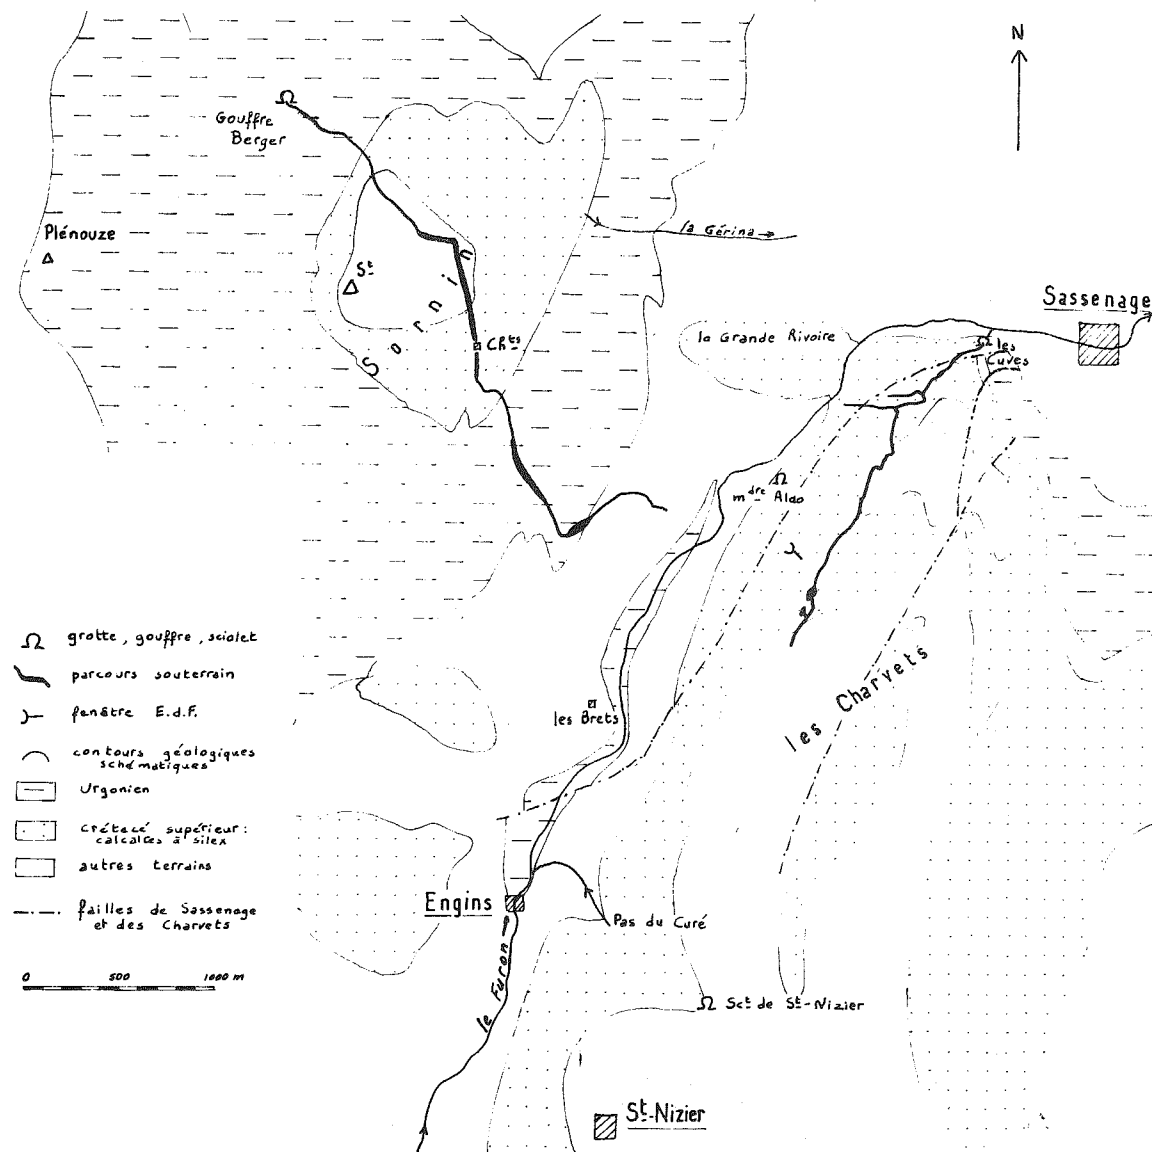 N
Gouffre
Berger
Plénouze
St
Sornin
Chts
la Gérina
Sassenage
la Grande Rivoire
les
Cuves
mdre Aldo
les Charvets
les Brets
grotte, gouffre, scialet
parcours souterrain
fenêtre E.d.F.
contours géologiques
schématiques
Urgonien
Crétacé supérieur:
calcaires à silex
autres terrains
failles de Sassenage
et des Charvets
0 500 1000 m
Engins
Pas du Curé
le Furon
Sct de St-Nizier
St-Nizier